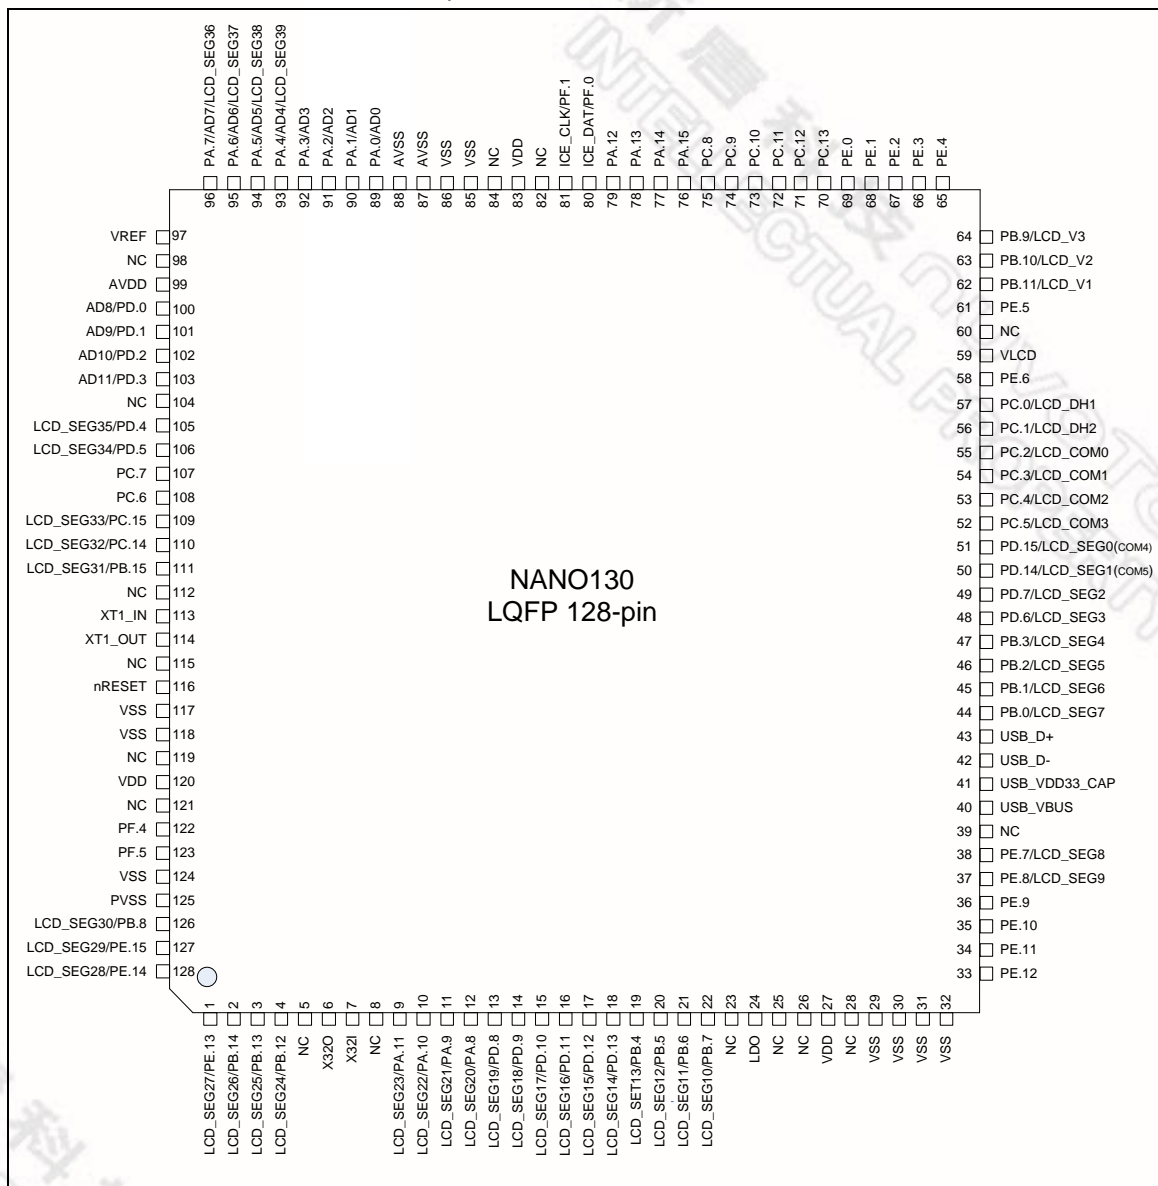 PA.7/AD7/LCD_SEG36
PA.6/AD6/LCD_SEG37
PA.5/AD5/LCD_SEG38
PA.4/AD4/LCD_SEG39
PA.3/AD3
PA.2/AD2
PA.1/AD1
PA.0/AD0
AVSS
AVSS
VSS
VSS
NC
VDD
NC
ICE_CLK/PF.1
ICE_DAT/PF.0
PA.12
PA.13
PA.14
PA.15
PC.8
PC.9
PC.10
PC.11
PC.12
PC.13
PE.0
PE.1
PE.2
PE.3
PE.4
96 95 94 93 92 91 90 89 88 87 86 85 84 83 82 81 80 79 78 77 76 75 74 73 72 71 70 69 68 67 66 65
VREF 97
NC 98
AVDD 99
AD8/PD.0 100
AD9/PD.1 101
AD10/PD.2 102
AD11/PD.3 103
NC 104
LCD_SEG35/PD.4 105
LCD_SEG34/PD.5 106
PC.7 107
PC.6 108
LCD_SEG33/PC.15 109
LCD_SEG32/PC.14 110
LCD_SEG31/PB.15 111
NC 112
XT1_IN 113
XT1_OUT 114
NC 115
nRESET 116
VSS 117
VSS 118
NC 119
VDD 120
NC 121
PF.4 122
PF.5 123
VSS 124
PVSS 125
LCD_SEG30/PB.8 126
LCD_SEG29/PE.15 127
LCD_SEG28/PE.14 128
NANO130
LQFP 128-pin
64 PB.9/LCD_V3
63 PB.10/LCD_V2
62 PB.11/LCD_V1
61 PE.5
60 NC
59 VLCD
58 PE.6
57 PC.0/LCD_DH1
56 PC.1/LCD_DH2
55 PC.2/LCD_COM0
54 PC.3/LCD_COM1
53 PC.4/LCD_COM2
52 PC.5/LCD_COM3
51 PD.15/LCD_SEG0(COM4)
50 PD.14/LCD_SEG1(COM5)
49 PD.7/LCD_SEG2
48 PD.6/LCD_SEG3
47 PB.3/LCD_SEG4
46 PB.2/LCD_SEG5
45 PB.1/LCD_SEG6
44 PB.0/LCD_SEG7
43 USB_D+
42 USB_D-
41 USB_VDD33_CAP
40 USB_VBUS
39 NC
38 PE.7/LCD_SEG8
37 PE.8/LCD_SEG9
36 PE.9
35 PE.10
34 PE.11
33 PE.12
1 2 3 4 5 6 7 8 9 10 11 12 13 14 15 16 17 18 19 20 21 22 23 24 25 26 27 28 29 30 31 32
LCD_SEG27/PE.13
LCD_SEG26/PB.14
LCD_SEG25/PB.13
LCD_SEG24/PB.12
NC
X32O
X32I
NC
LCD_SEG23/PA.11
LCD_SEG22/PA.10
LCD_SEG21/PA.9
LCD_SEG20/PA.8
LCD_SEG19/PD.8
LCD_SEG18/PD.9
LCD_SEG17/PD.10
LCD_SEG16/PD.11
LCD_SEG15/PD.12
LCD_SEG14/PD.13
LCD_SET13/PB.4
LCD_SEG12/PB.5
LCD_SEG11/PB.6
LCD_SEG10/PB.7
NC
LDO
NC
NC
VDD
NC
VSS
VSS
VSS
VSS
INTELLECTUAL PROPERTY